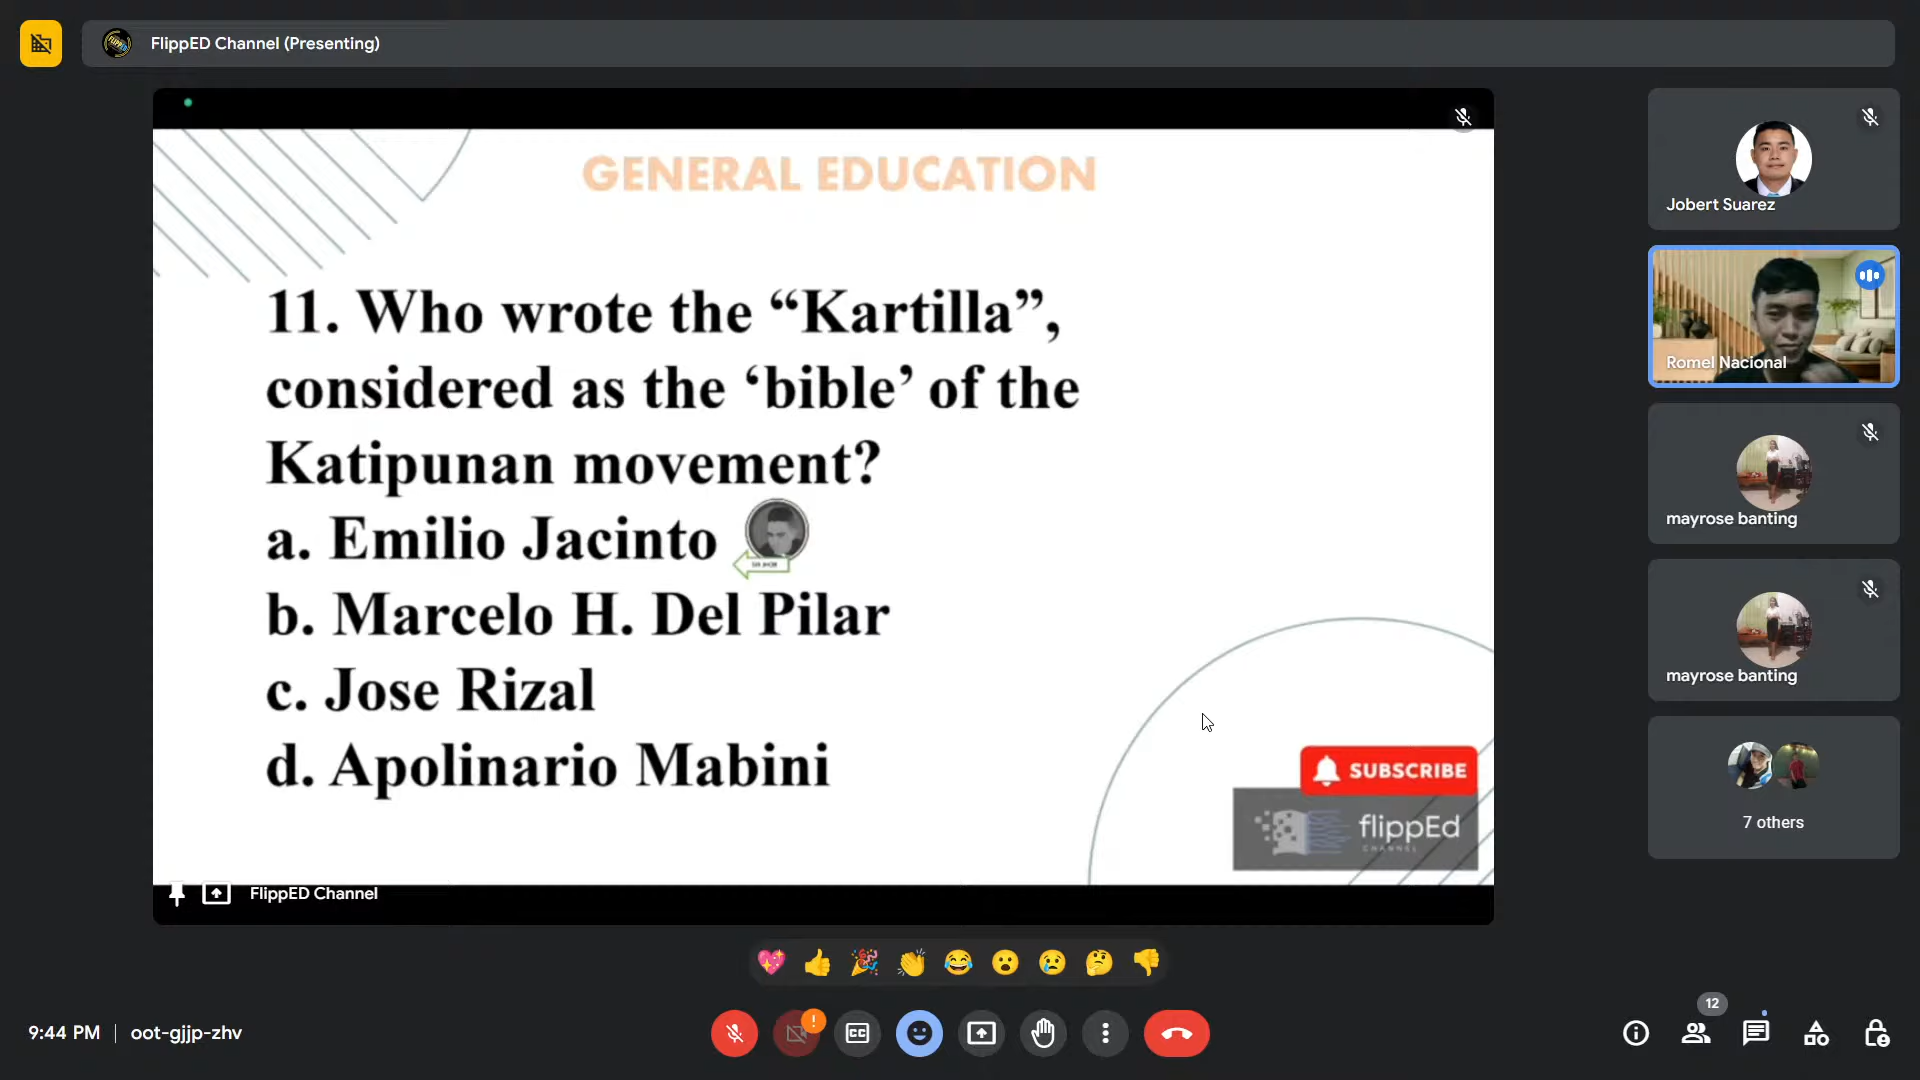 FlippED Channel (Presenting)
GENERAL EDUCATION
11. Who wrote the “Kartilla”,
considered as the ‘bible’ of the
Katipunan movement?
a. Emilio Jacinto
b. Marcelo H. Del Pilar
c. Jose Rizal
d. Apolinario Mabini
SUBSCRIBE
flippEd
CHANNEL
FlippED Channel
Jobert Suarez
Romel Nacional
mayrose banting
mayrose banting
7 others
9:44 PM
oot-gjjp-zhv
CC
12